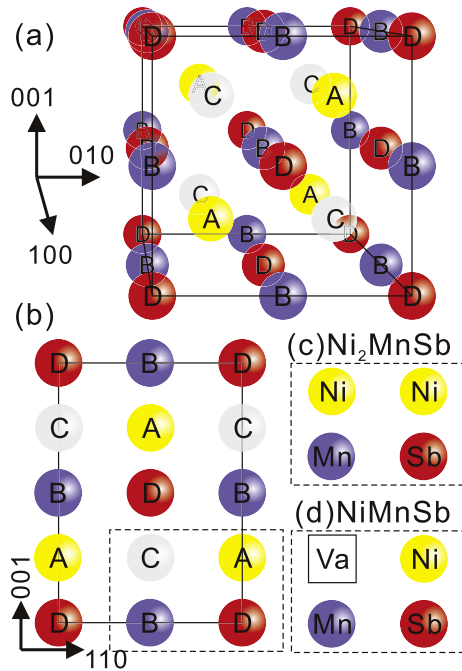 (a)
D B D B D B D
A C C A
001
B D B D B D B D B
010
C A A C
D B D
100
B D B
D B D
(b)
D B D
(c)Ni₂MnSb
C A C
Ni Ni
B D B
Mn Sb
(d)NiMnSb
A C A
Va Ni
001
D B D
Mn Sb
110